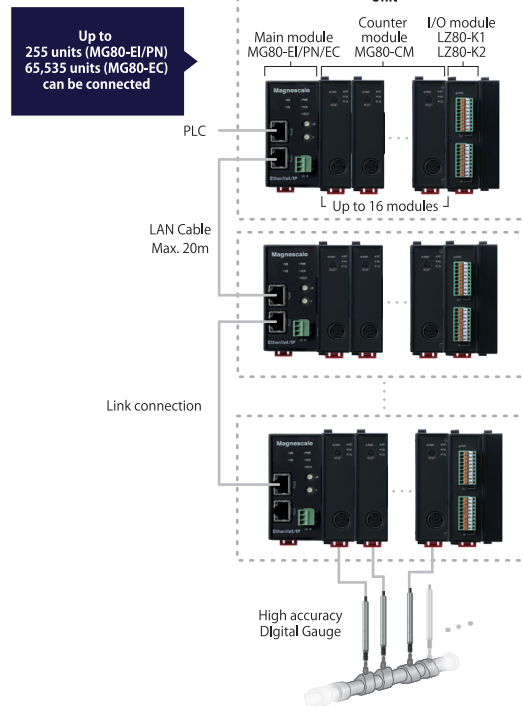 Unit
Up to
255 units (MG80-EI/PN)
65,535 units (MG80-EC)
can be connected
Main module
MG80-EI/PN/EC
Counter
module
MG80-CM
I/O module
LZ80-K1
LZ80-K2
Magnescale
PLC
EtherNet/IP
Up to 16 modules
LAN Cable
Max. 20m
Magnescale
EtherNet/IP
Link connection
Magnescale
EtherNet/IP
High accuracy
DIgital Gauge